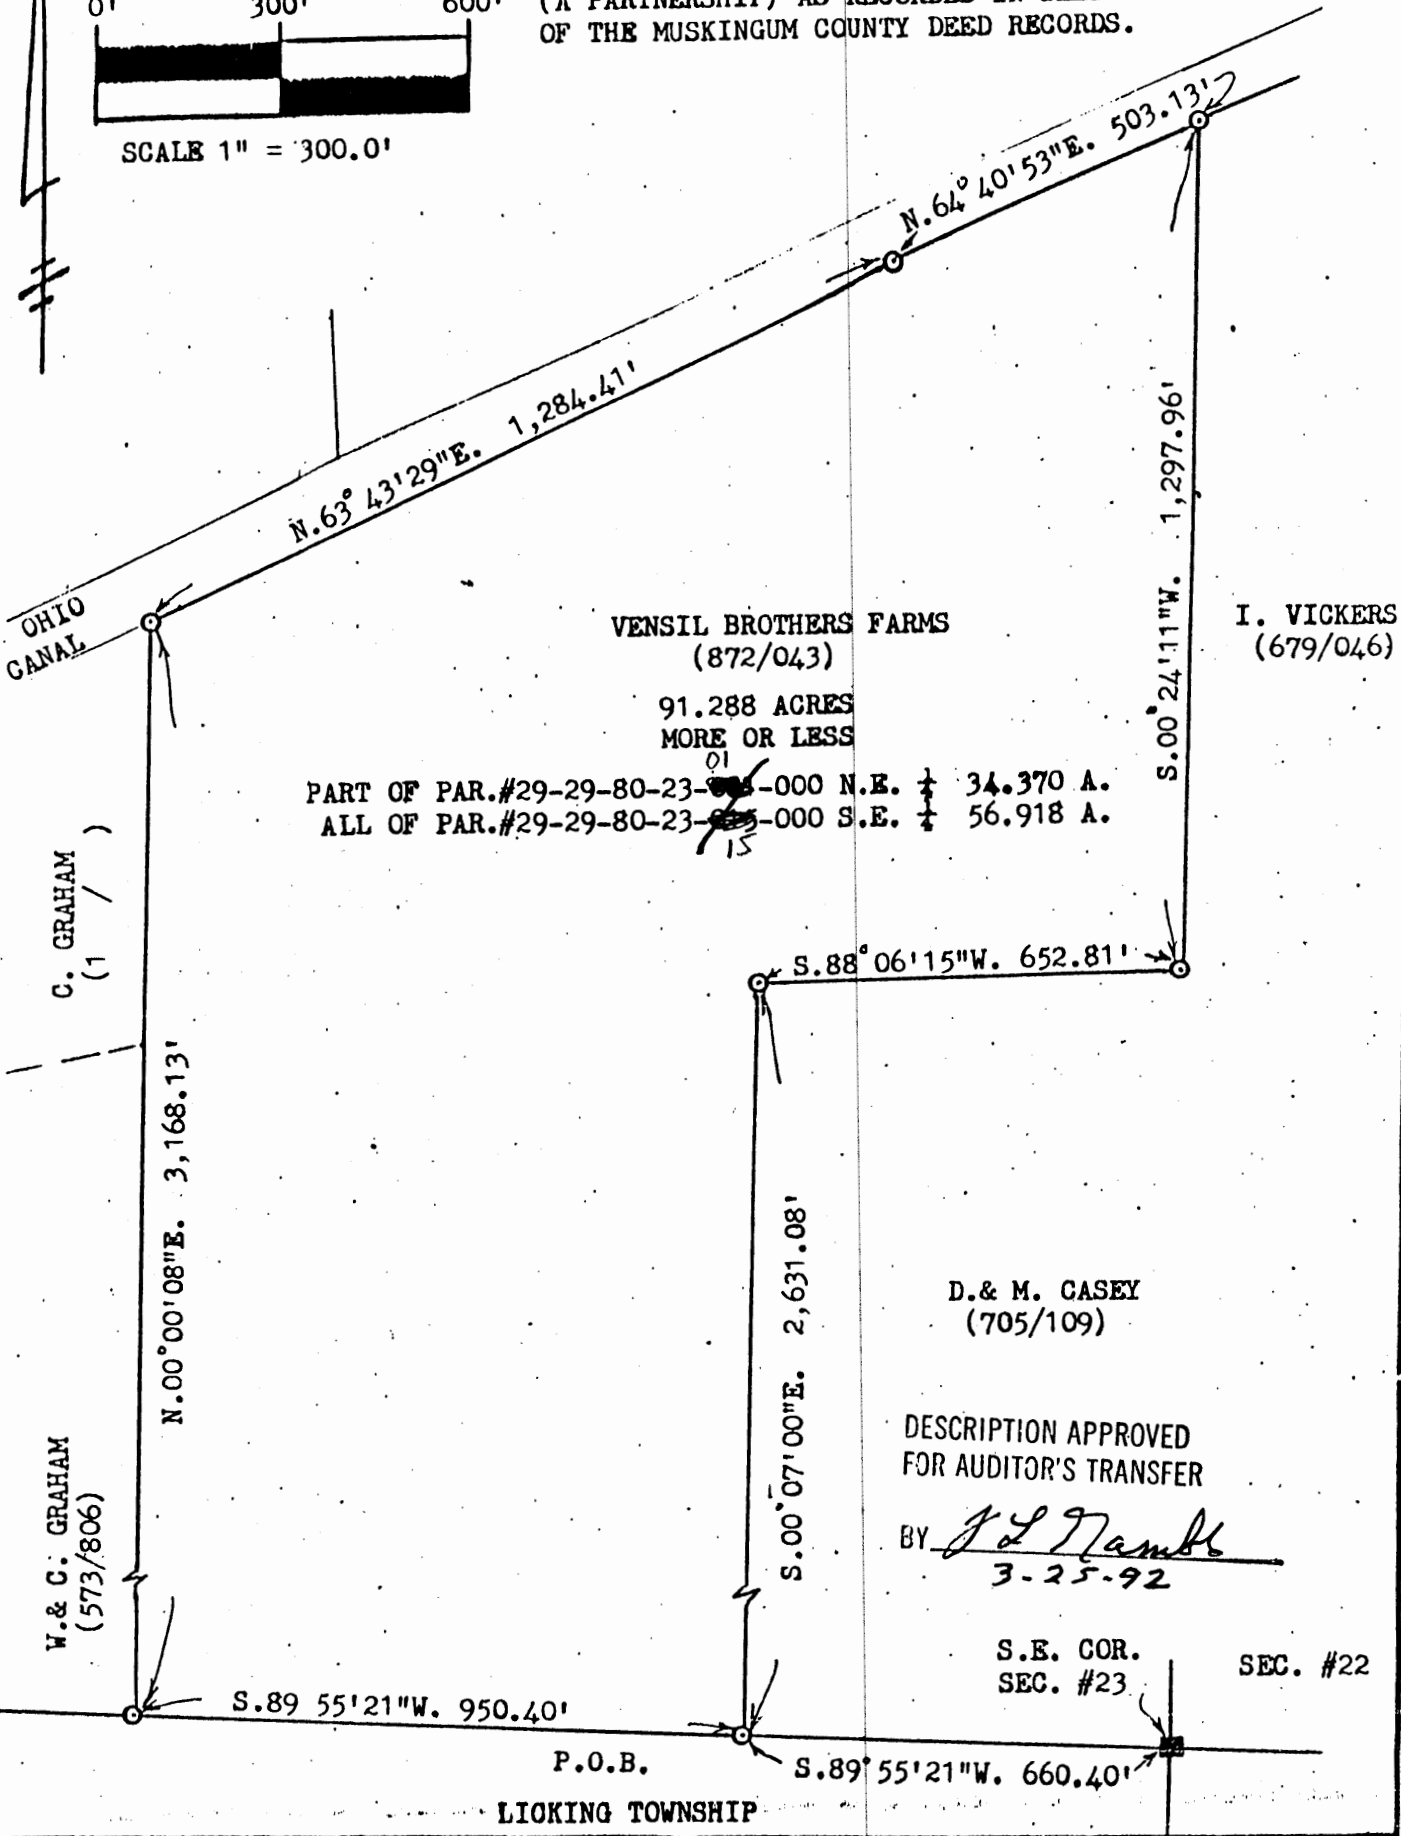 0' 300' 600'
(A PARTNERSHIP) AS RECORDED IN
OF THE MUSKINGUM COUNTY DEED RECORDS.
SCALE 1" = 300.0'
N.64° 40'53"E. 503.13'
N.63° 43'29"E. 1,284.41'
S.00°24'11"W. 1,297.96'
OHIO
CANAL
VENSIL BROTHERS FARMS
(872/043)
I. VICKERS
(679/046)
91.288 ACRES
MORE OR LESS
01
PART OF PAR.#29-29-80-23- -000 N.E. ¼ 34.370 A.
ALL OF PAR.#29-29-80-23- -000 S.E. ¼ 56.918 A.
15
C. GRAHAM
(1 / )
S.88°06'15"W. 652.81'
N.00°00'08"E. 3,168.13'
S.00°07'00"E. 2,631.08'
D.& M. CASEY
(705/109)
W.& C. GRAHAM
(573/806)
DESCRIPTION APPROVED
FOR AUDITOR'S TRANSFER
BY
3-25-92
S.E. COR.
SEC. #23
SEC. #22
S.89 55'21"W. 950.40'
P.O.B.
S.89°55'21"W. 660.40'
LICKING TOWNSHIP